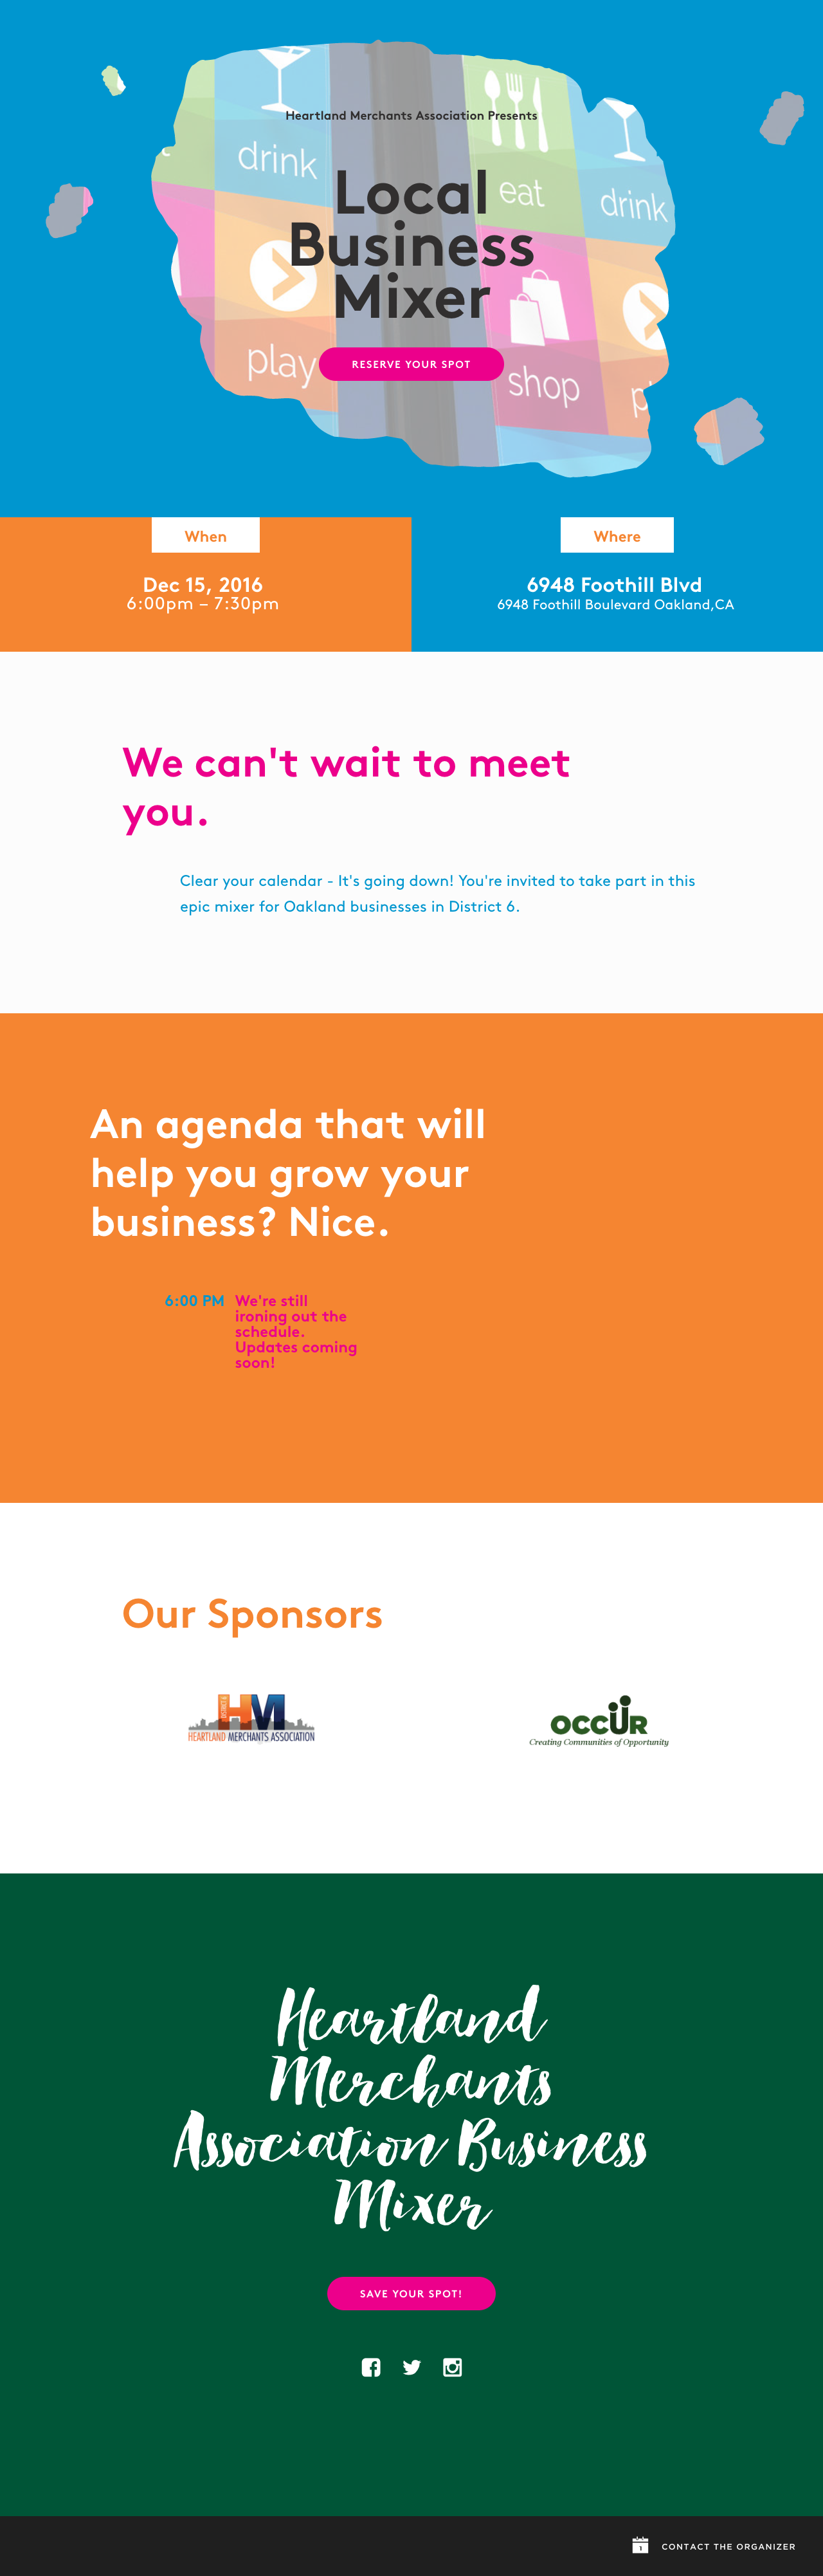 Heartland Merchants Association Presents
drink
eat
drink
Local
Business
Mixer
play
shop
RESERVE YOUR SPOT
When
Dec 15, 2016
6:00pm – 7:30pm
Where
6948 Foothill Blvd
6948 Foothill Boulevard Oakland,CA
We can't wait to meet
you.
Clear your calendar - It's going down! You're invited to take part in this
epic mixer for Oakland businesses in District 6.
An agenda that will
help you grow your
business? Nice.
6:00 PM We're still
ironing out the
schedule.
Updates coming
soon!
Our Sponsors
HM
HEARTLAND MERCHANTS ASSOCIATION
OCCUR
Creating Communities of Opportunity
Heartland
Merchants
Association Business
Mixer
SAVE YOUR SPOT!
1 CONTACT THE ORGANIZER